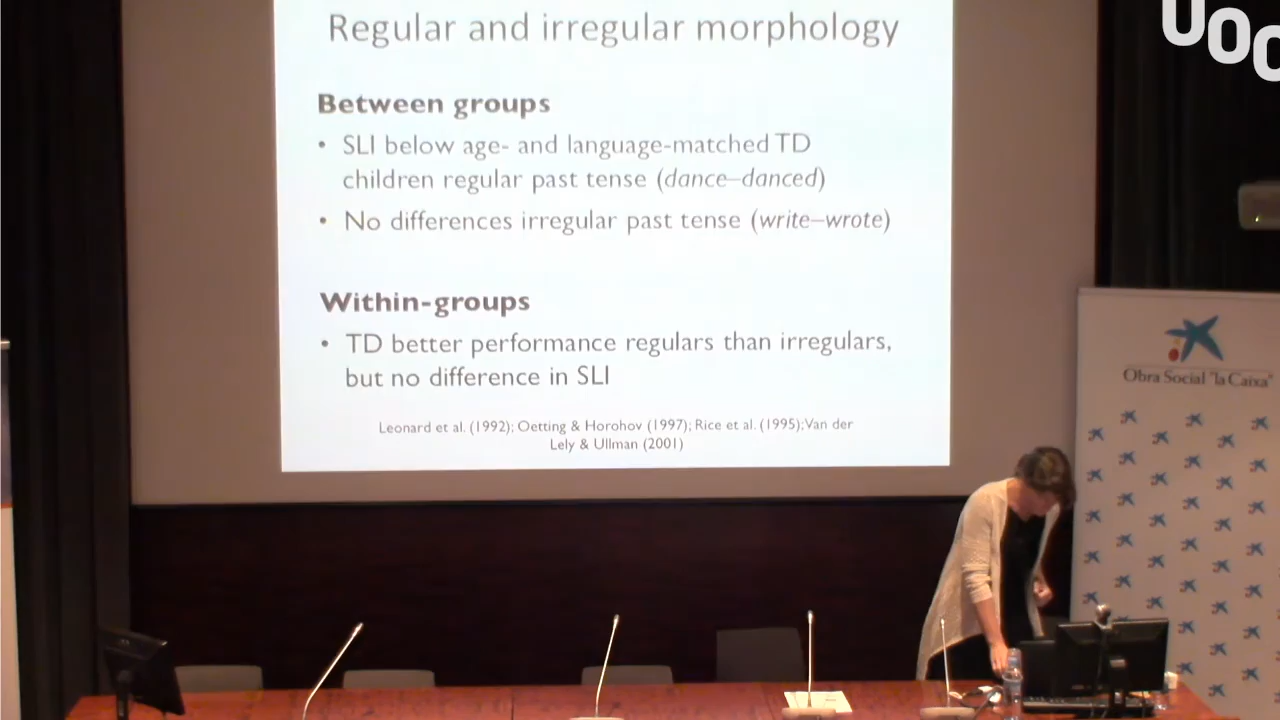 UOC
Regular and irregular morphology
Between groups
• SLI below age- and language-matched TD
children regular past tense (dance–danced)
• No differences irregular past tense (write–wrote)
Within-groups
• TD better performance regulars than irregulars,
but no difference in SLI
Leonard et al. (1992); Oetting & Horohov (1997); Rice et al. (1995); Van der
Lely & Ullman (2001)
Obra Social "la Caixa"